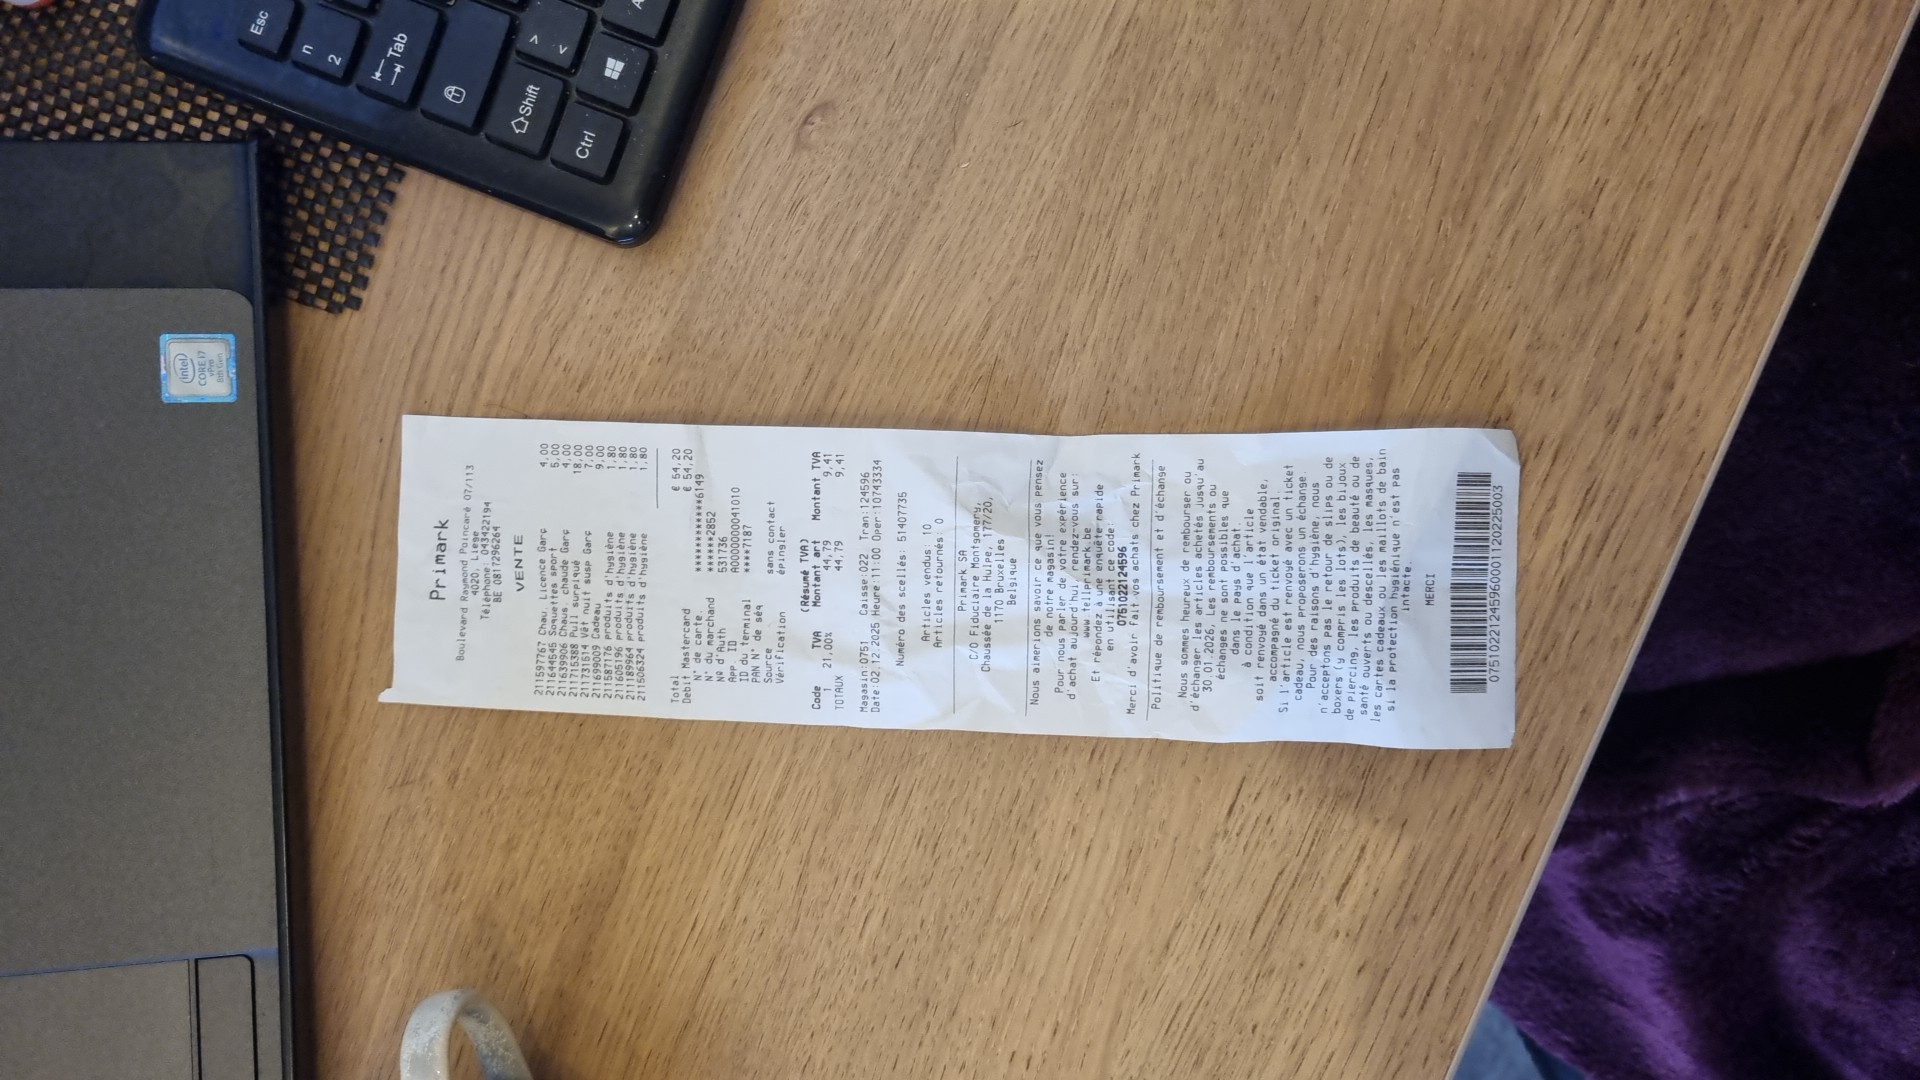 Esc
n
2
Tab
>
<
Shift
Ctrl
A
intel
CORE i7
vPro
8th Gen
Primark
Boulevard Raymond Poincaré 07/113
4020, Liege
Téléphone: 043422194
BE 0817296264
VENTE
211597767 Chau. Licence Garç 4,00
211644545 Soquettes sport 5,00
211639906 Chaus. chaude Garç 4,00
211715388 Pull surpiqué 18,00
211731514 Vêt nuit susp Garç 7,00
211699009 Cadeau 9,00
211587176 produits d'hygiène 1,80
211605196 produits d'hygiène 1,80
211189964 produits d'hygiène 1,80
211506324 produits d'hygiène 1,80
Total € 54,20
Debit Mastercard € 54,20
N° de carte. ************6149
N° du marchand ******2852
Nº d'Auth 531736
App. ID A0000000041010
ID du Terminal ****7187
PAN N° de séq
Source sans contact
Vérification épingler
(Résumé TVA)
Code TVA Montant art Montant TVA
21,00% 44,79 9,41
TOTAUX 44,79 9,41
Magasin:0751 Caisse:022 Tran:124596
Date:02.12.2025 Heure:11:00 Oper:10743334
Numéro des scellés: 51407735
Articles vendus: 10
Articles retournés: 0
Primark SA
C/O Fiduciaire Montgomery,
Chaussée de la Hulpe, 177/20,
1170 Bruxelles
Belgique
Nous aimerions savoir ce que vous pensez
de notre magasin!
Pour nous parler de votre expérience
d'achat aujourd'hui, rendez-vous sur:
www.tellprimark.be
Et répondez à une enquête rapide
en utilisant ce code:
0751022124596
Merci d'avoir Fait vos achats chez Primark
Politique de remboursement et d'échange
Nous sommes heureux de rembourser ou
d'échanger les articles achetés jusqu'au
30.01.2026, Les remboursements ou
échanges ne sont possibles que
dans le pays d'achat.
à condition que l'article
soit renvoyé dans un état vendable,
accompagné du ticket original.
Si l'article est renvoyé avec un ticket
cadeau, nous proposerons un échange.
Pour des raisons d'hygiène, nous
n'acceptons pas le retour de slips ou de
boxers (y compris les lots), les bijoux
de piercing, les produits de beauté ou de
santé ouverts ou descellés, les masques,
les cartes cadeaux ou les maillots de bain
si la protection hygiénique n'est pas
intacte.
MERCI
0751022124596000112022​5003